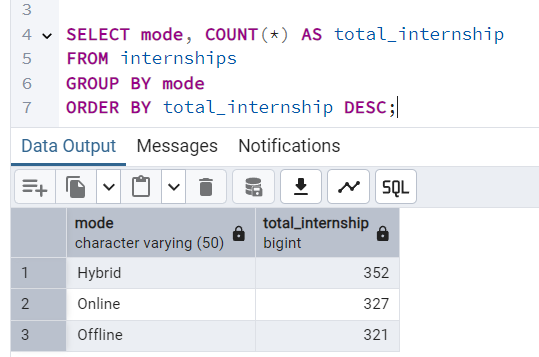 3
4 SELECT mode, COUNT(*) AS total_internship
5 FROM internships
6 GROUP BY mode
7 ORDER BY total_internship DESC;
Data Output Messages Notifications
SQL
mode total_internship
character varying (50) bigint
1 Hybrid 352
2 Online 327
3 Offline 321